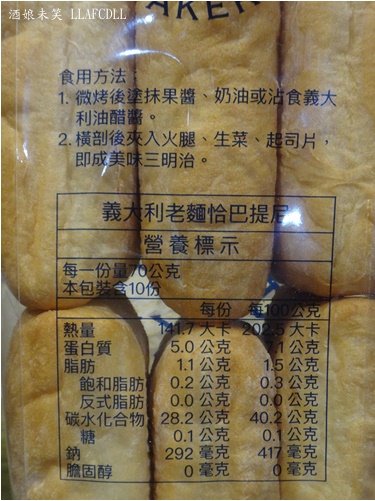 酒娘未笑 LLAFCDLL
AKER
食用方法：
1. 微烤後塗抹果醬、奶油或沾食義大
利油醋醬。
2. 橫剖後夾入火腿、生菜、起司片，
即成美味三明治。
義大利老麵恰巴提尼
營養標示
每一份量70公克
本包裝含10份
每份 每100公克
熱量 141.7 大卡 202.5 大卡
蛋白質 5.0 公克 .1 公克
脂肪 1.1 公克 1.5 公克
飽和脂肪 0.2 公克 0.3 公克
反式脂肪 0.0 公克 0.0 公克
碳水化合物 28.2 公克 40.2 公克
糖 0.1 公克 0.1 公克
鈉 292 毫克 417 毫克
膽固醇 0 毫克 0 毫克